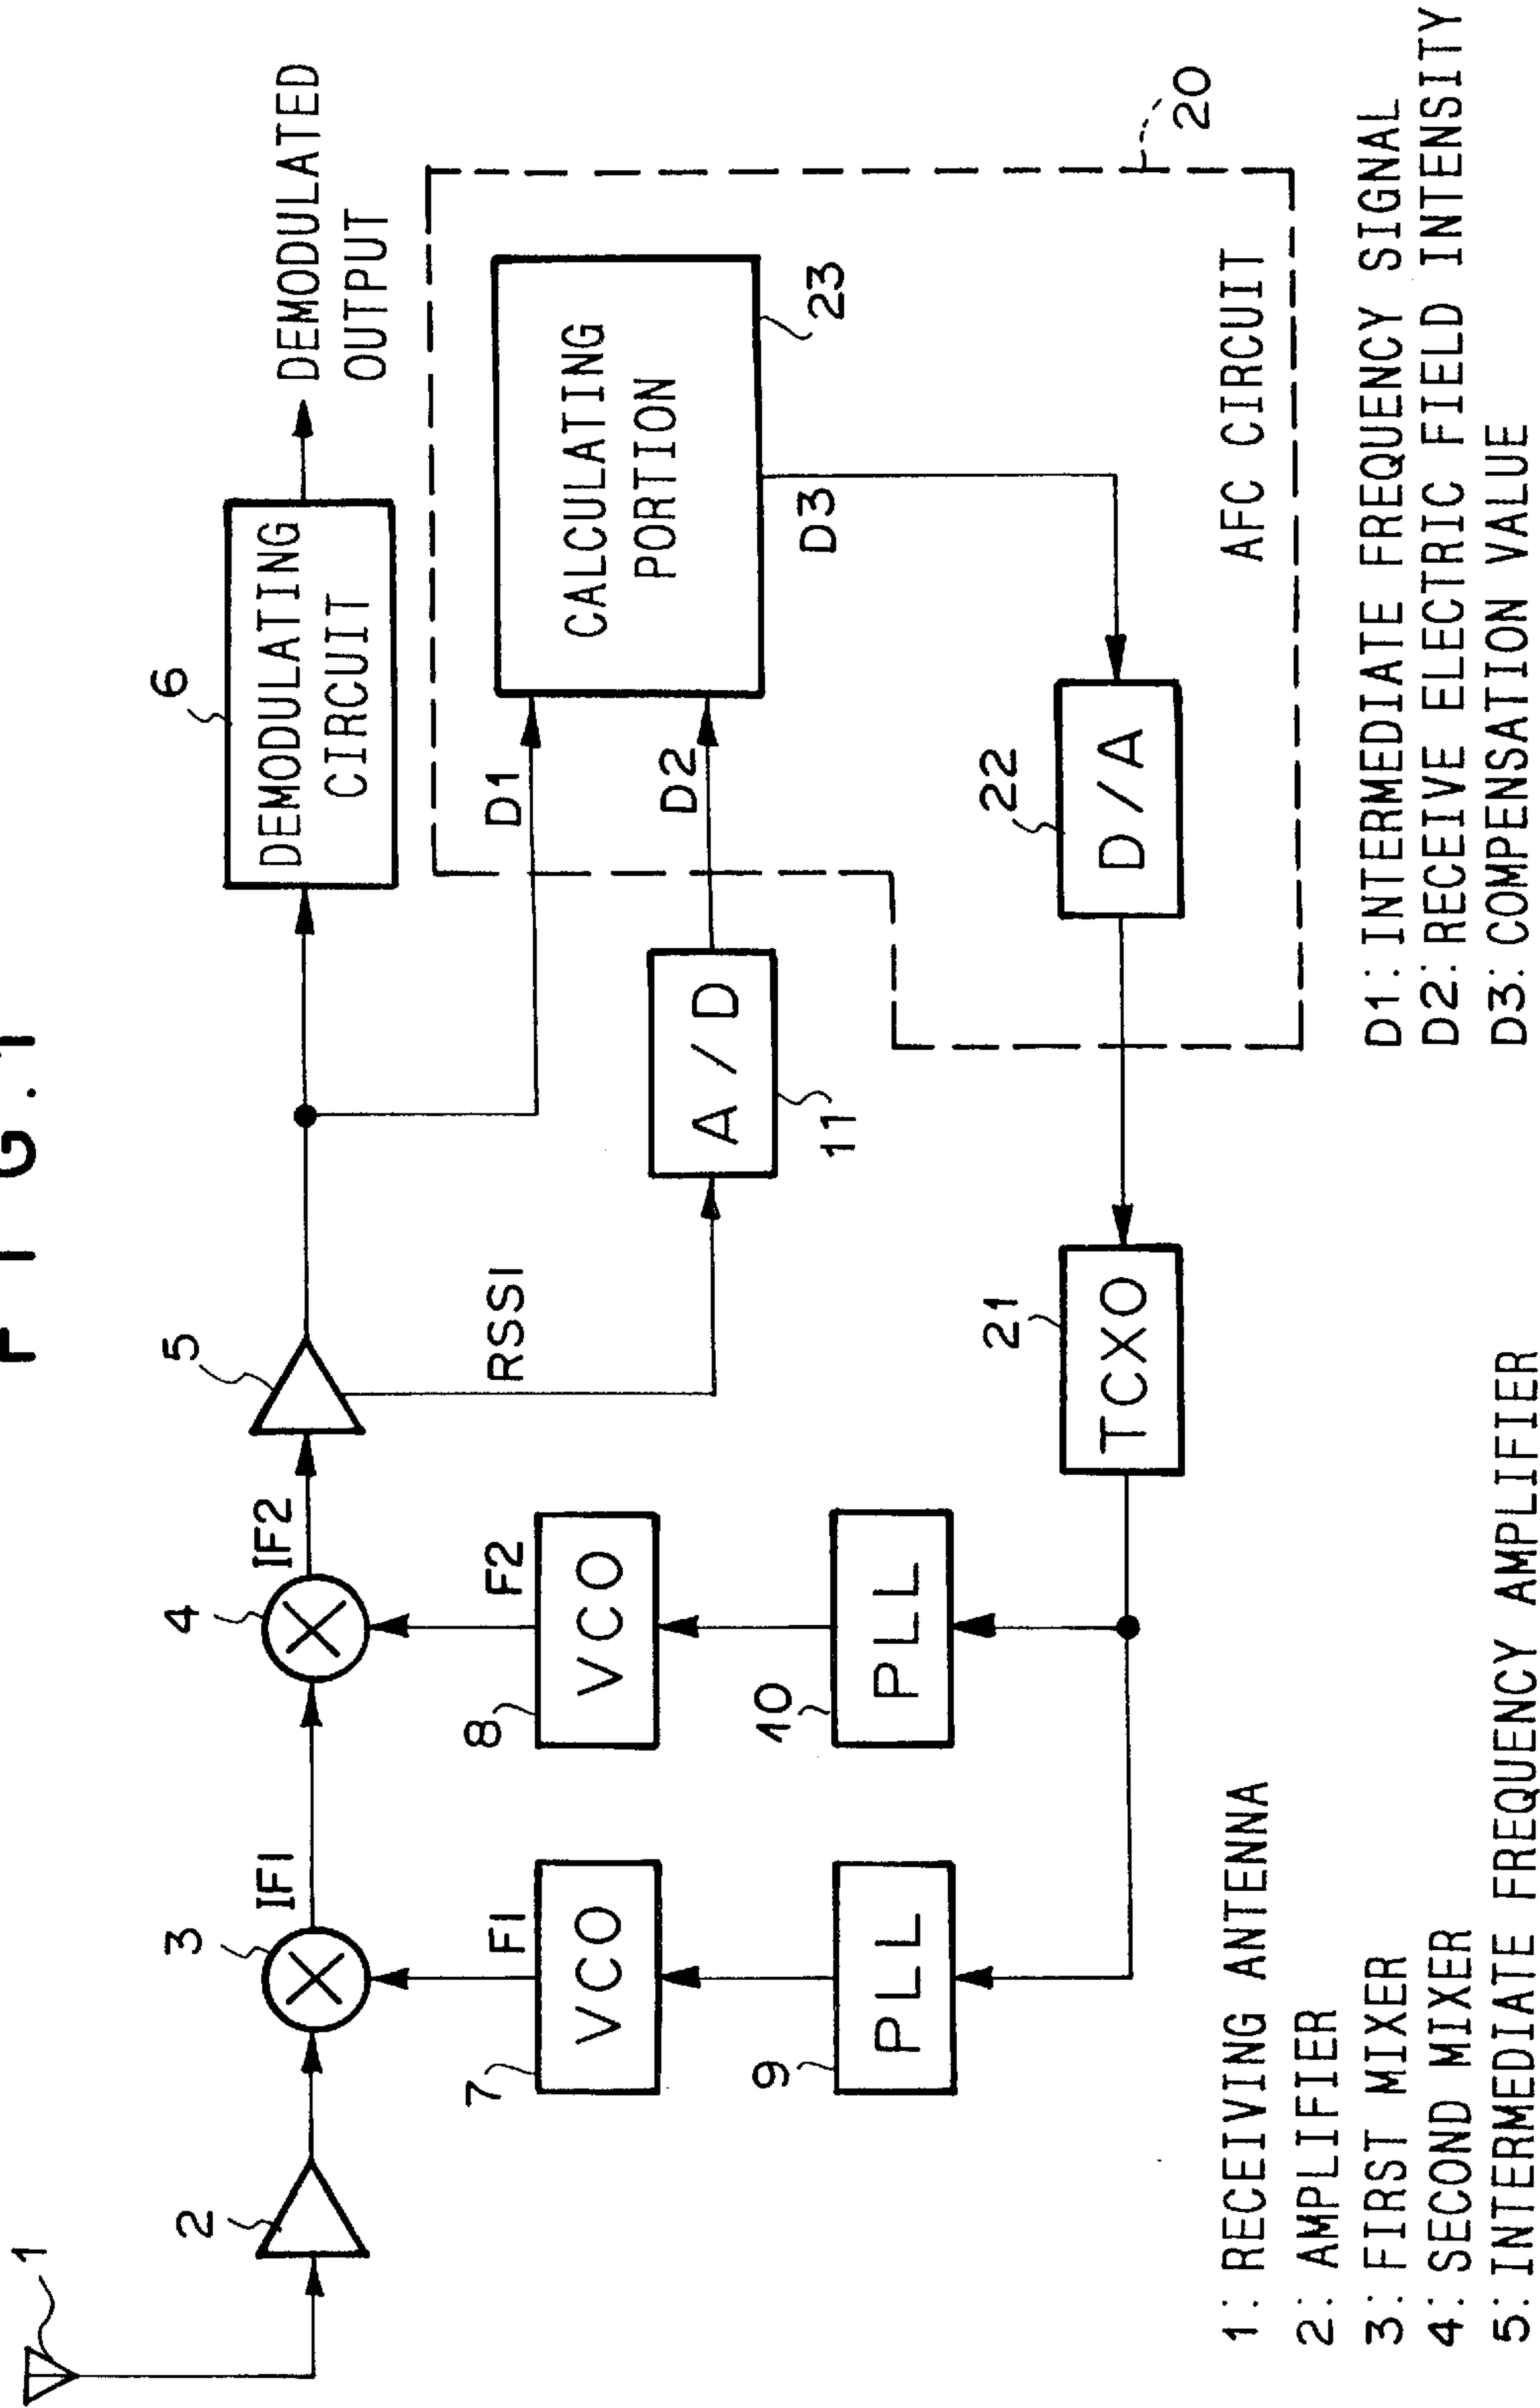 FIG.1
1
2
3
IF1
4
IF2
5
6
DEMODULATING
CIRCUIT
DEMODULATED
OUTPUT
RSSI
D1
7
VCO
F1
8
VCO
F2
A/D
11
D2
CALCULATING
PORTION
23
D3
20
9
PLL
10
PLL
21
TCXO
22
D/A
AFC CIRCUIT
1: RECEIVING ANTENNA
2: AMPLIFIER
3: FIRST MIXER
4: SECOND MIXER
5: INTERMEDIATE FREQUENCY AMPLIFIER
D1: INTERMEDIATE FREQUENCY SIGNAL
D2: RECEIVE ELECTRIC FIELD INTENSITY
D3: COMPENSATION VALUE